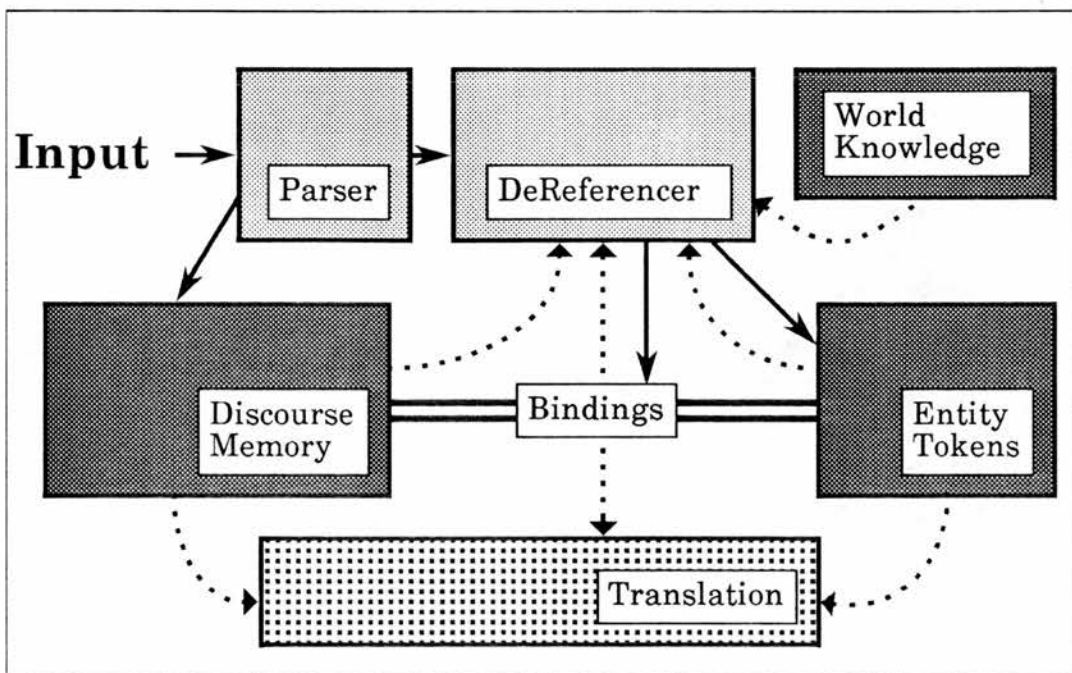 Input
Parser
DeReferencer
World
Knowledge
Discourse
Memory
Bindings
Entity
Tokens
Translation